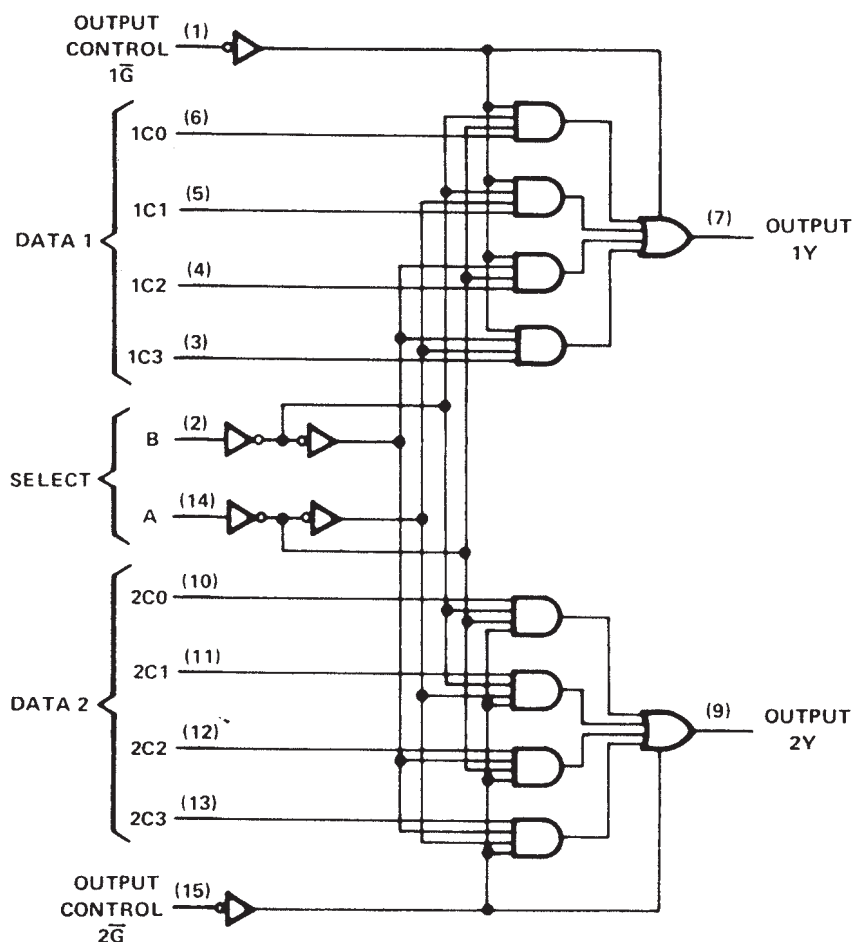 OUTPUT
CONTROL
1G̅
(1)
DATA 1
1C0 (6)
1C1 (5)
1C2 (4)
1C3 (3)
(7)
OUTPUT
1Y
SELECT
B (2)
A (14)
DATA 2
2C0 (10)
2C1 (11)
2C2 (12)
2C3 (13)
(9)
OUTPUT
2Y
OUTPUT
CONTROL
2G̅
(15)